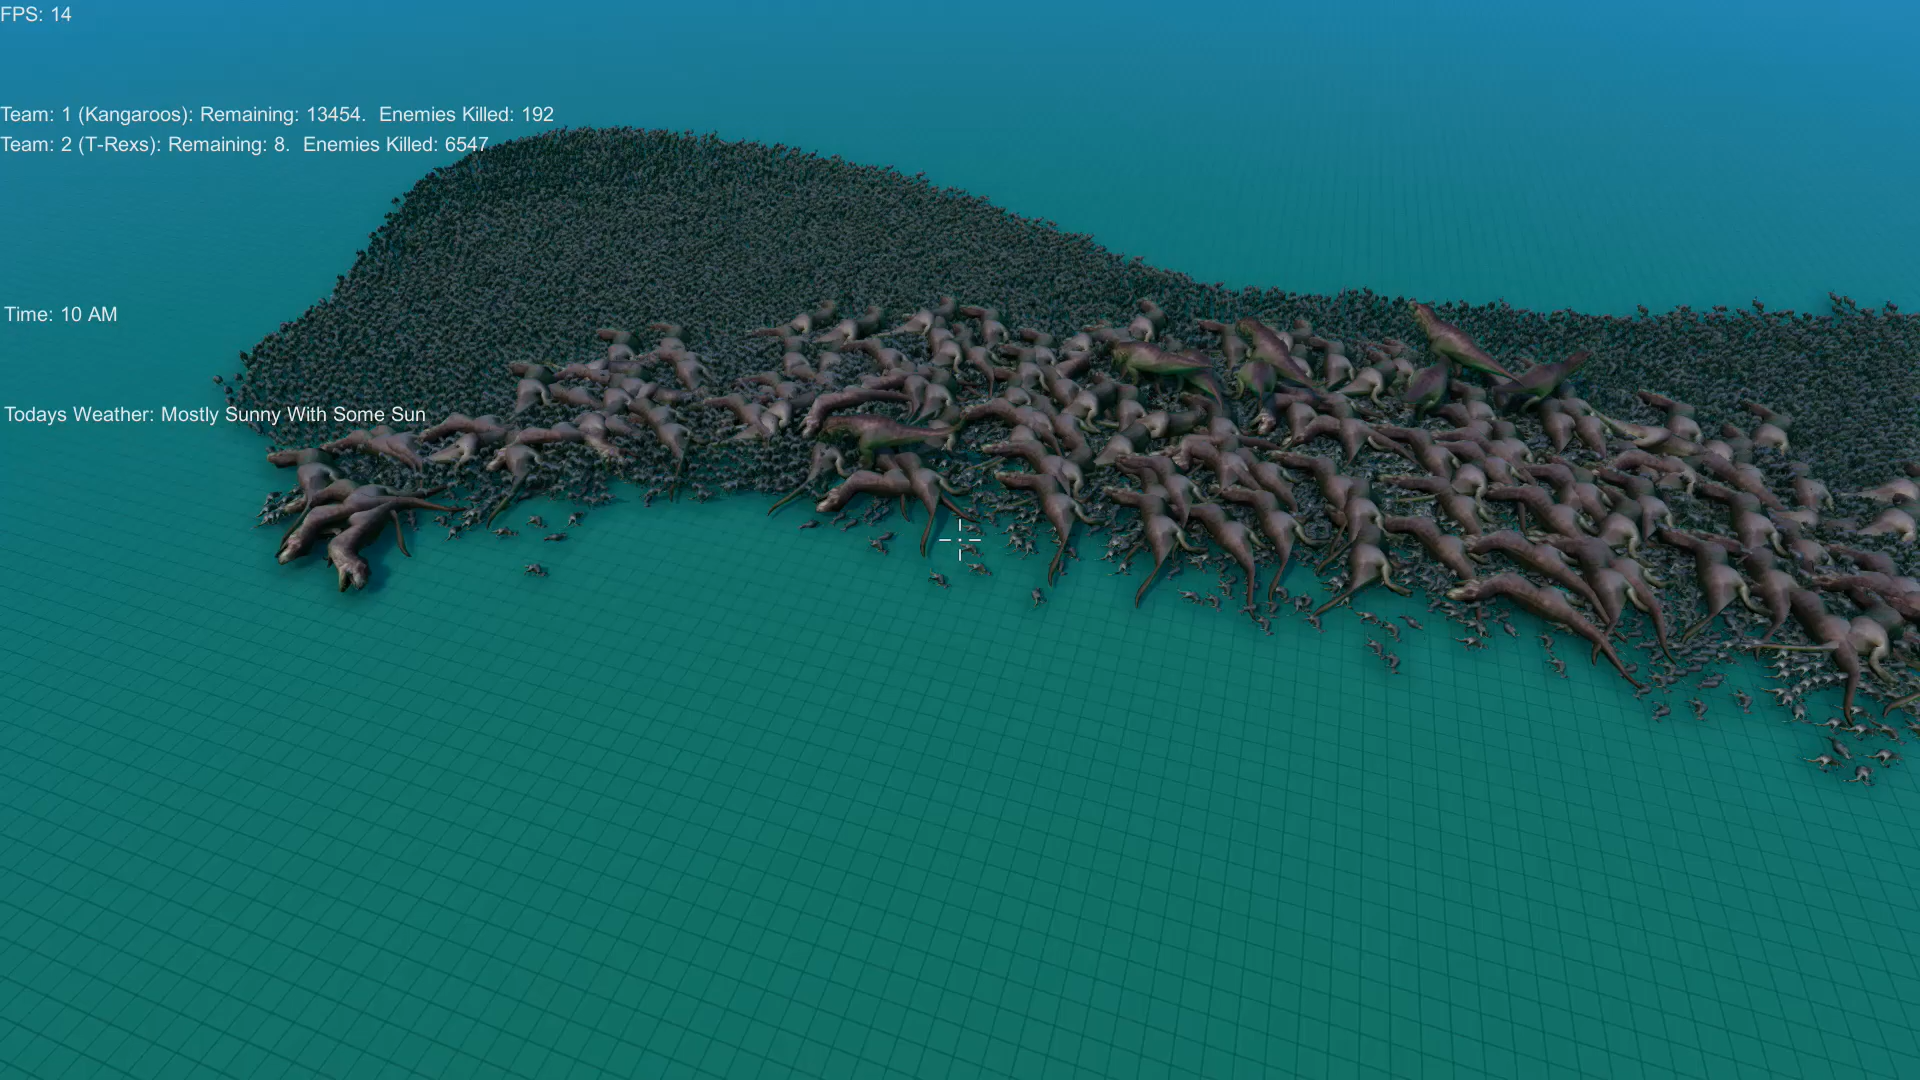 FPS: 14
Team: 1 (Kangaroos): Remaining: 13454.  Enemies Killed: 192
Team: 2 (T-Rexs): Remaining: 8.  Enemies Killed: 6547
Time: 10 AM
Todays Weather: Mostly Sunny With Some Sun